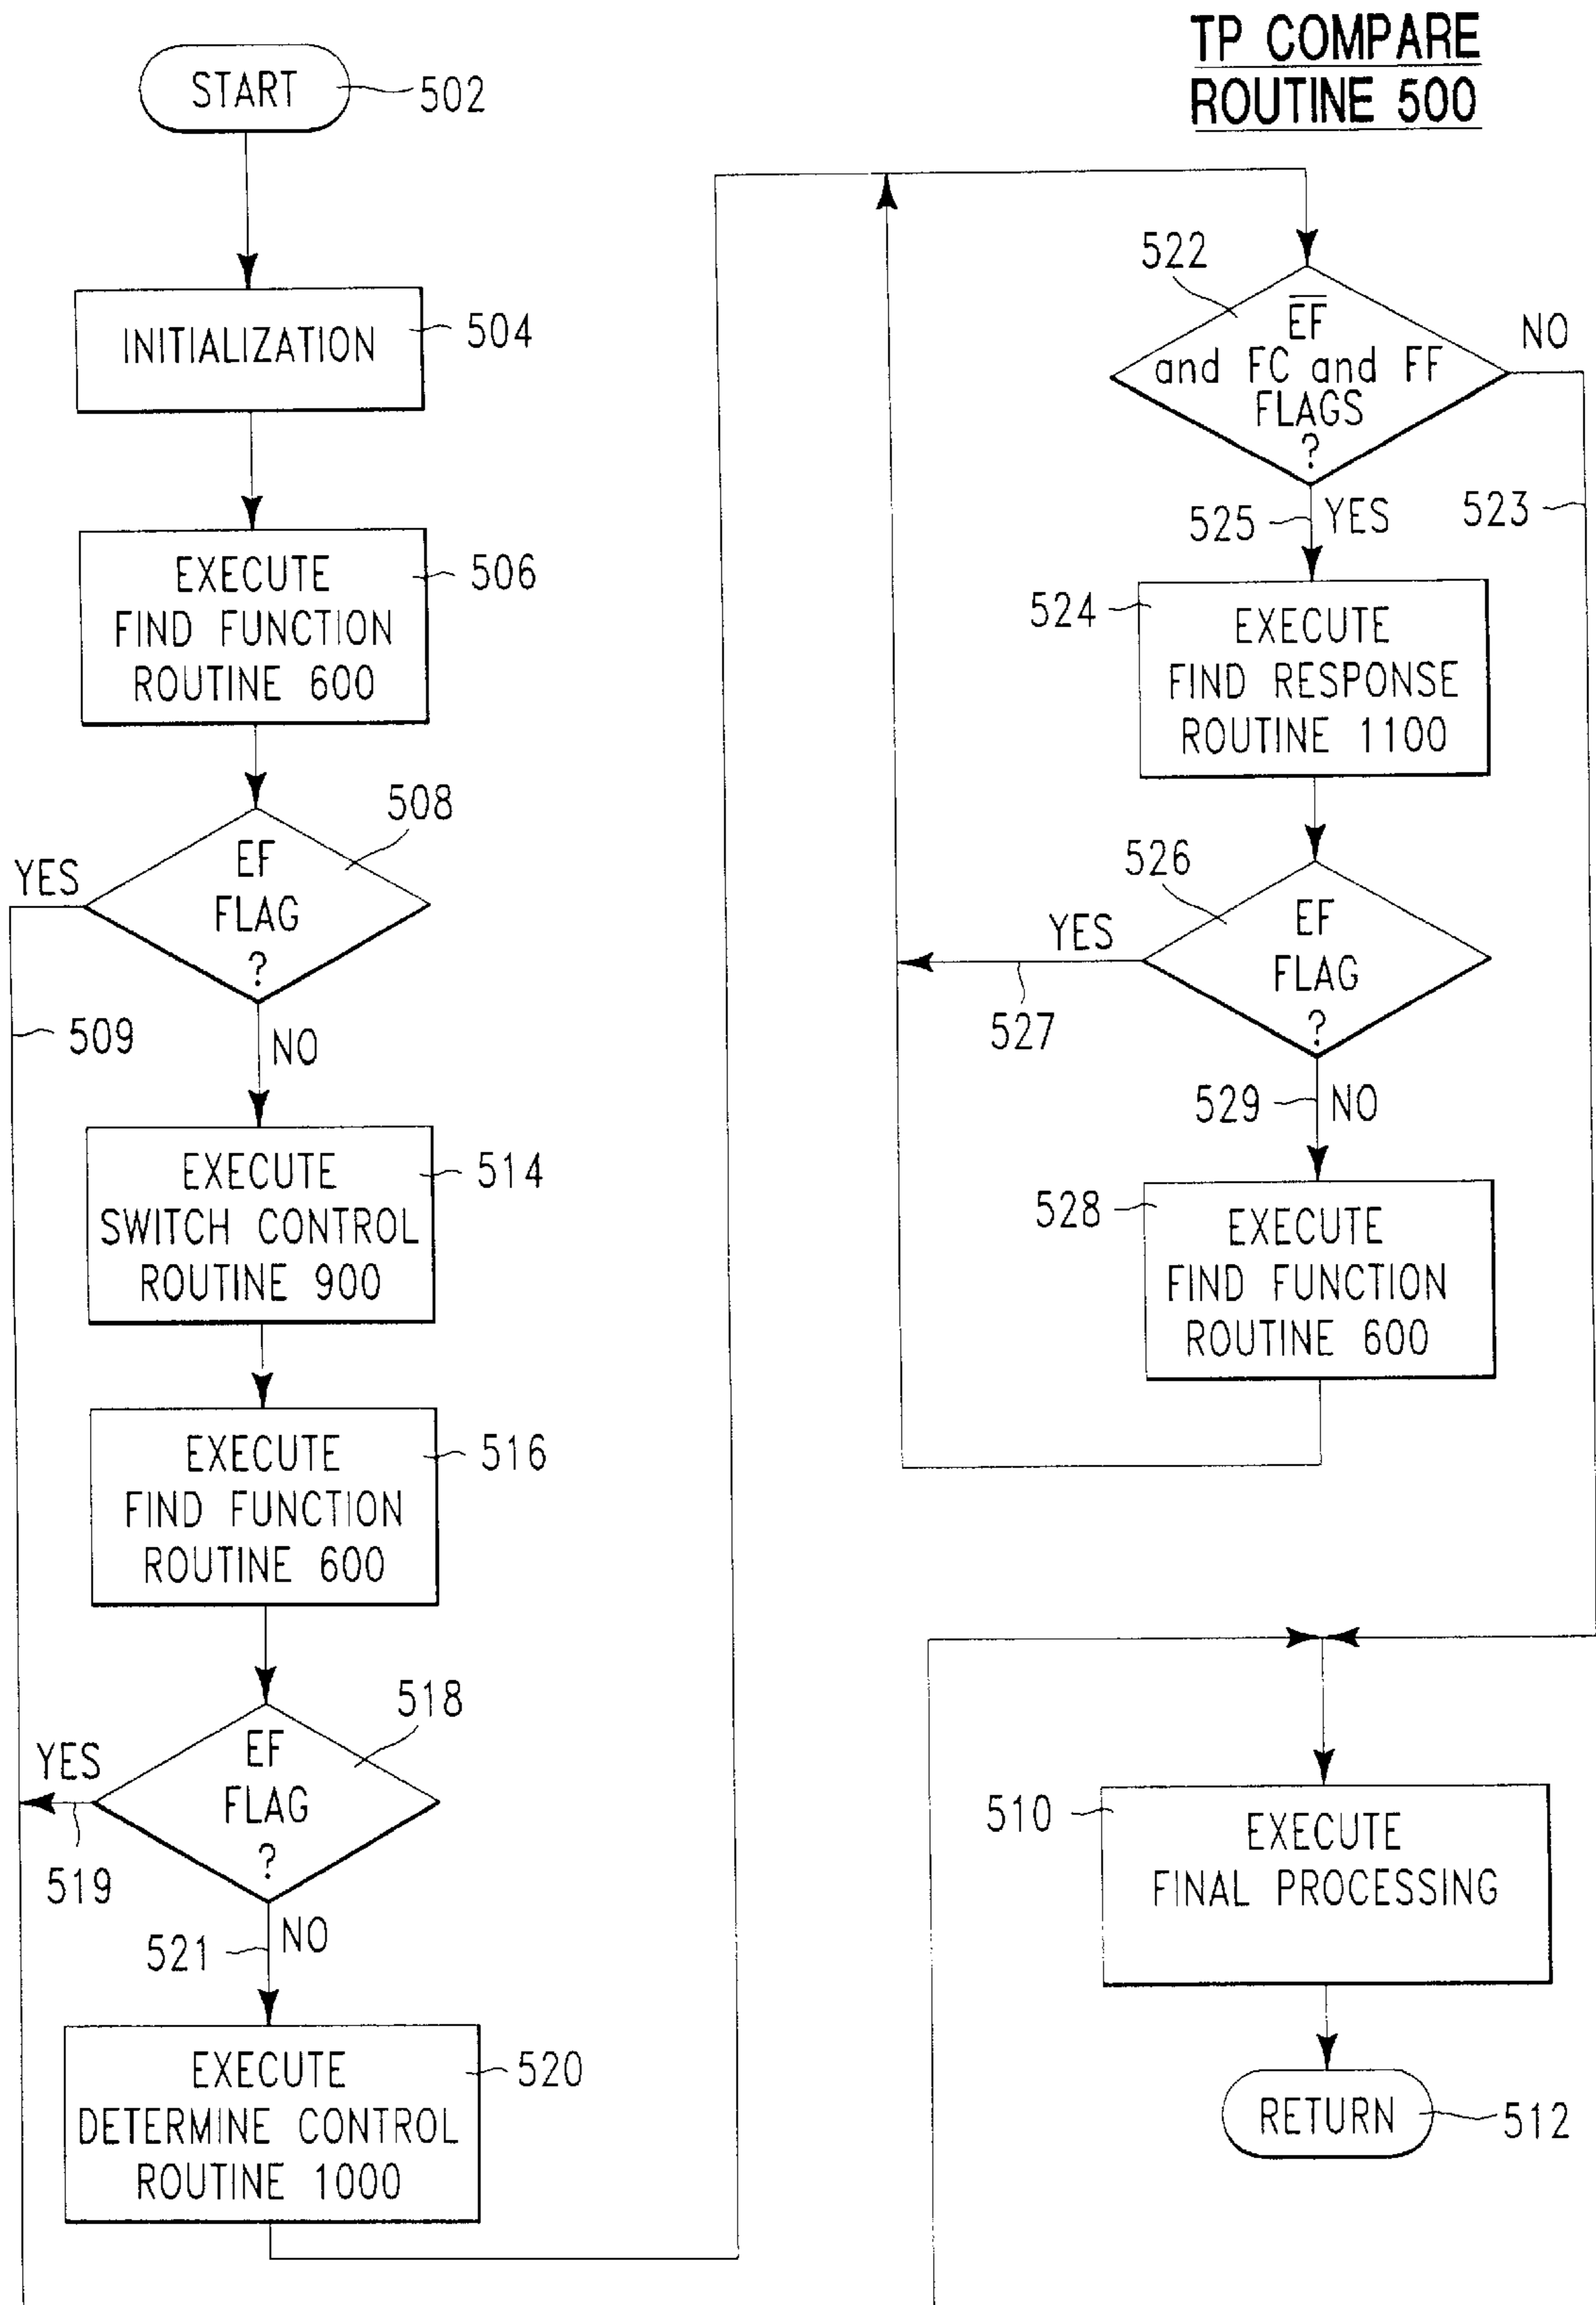 TP COMPARE
ROUTINE 500
START
502
INITIALIZATION
504
EXECUTE
FIND FUNCTION
ROUTINE 600
506
508
YES
EF
FLAG
?
509
NO
EXECUTE
SWITCH CONTROL
ROUTINE 900
514
EXECUTE
FIND FUNCTION
ROUTINE 600
516
518
YES
EF
FLAG
?
519
521
NO
EXECUTE
DETERMINE CONTROL
ROUTINE 1000
520
522
E̅F̅
and FC and FF
FLAGS
?
NO
523
525
YES
524
EXECUTE
FIND RESPONSE
ROUTINE 1100
526
YES
EF
FLAG
?
527
529
NO
528
EXECUTE
FIND FUNCTION
ROUTINE 600
510
EXECUTE
FINAL PROCESSING
RETURN
512